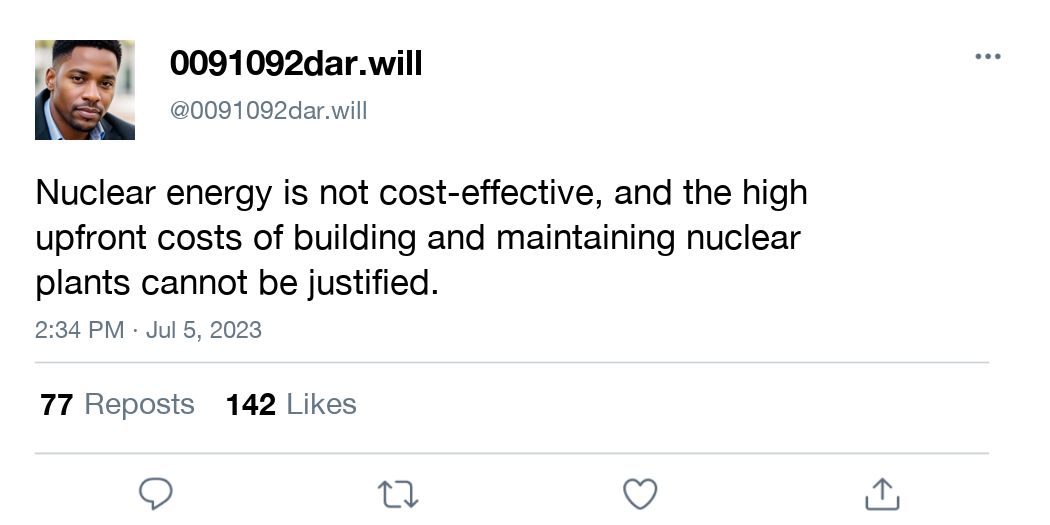 0091092dar.will
@0091092dar.will
Nuclear energy is not cost-effective, and the high
upfront costs of building and maintaining nuclear
plants cannot be justified.
2:34 PM · Jul 5, 2023
77 Reposts 142 Likes